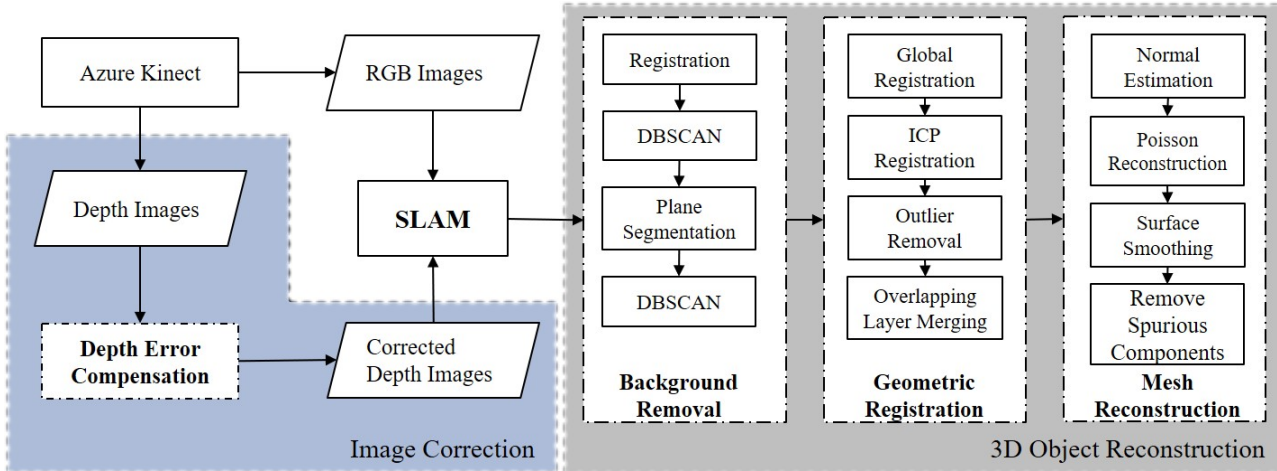 Azure Kinect
RGB Images
Depth Images
SLAM
Depth Error
Compensation
Corrected
Depth Images
Image Correction
Registration
DBSCAN
Plane
Segmentation
DBSCAN
Background
Removal
Global
Registration
ICP
Registration
Outlier
Removal
Overlapping
Layer Merging
Geometric
Registration
Normal
Estimation
Poisson
Reconstruction
Surface
Smoothing
Remove
Spurious
Components
Mesh
Reconstruction
3D Object Reconstruction